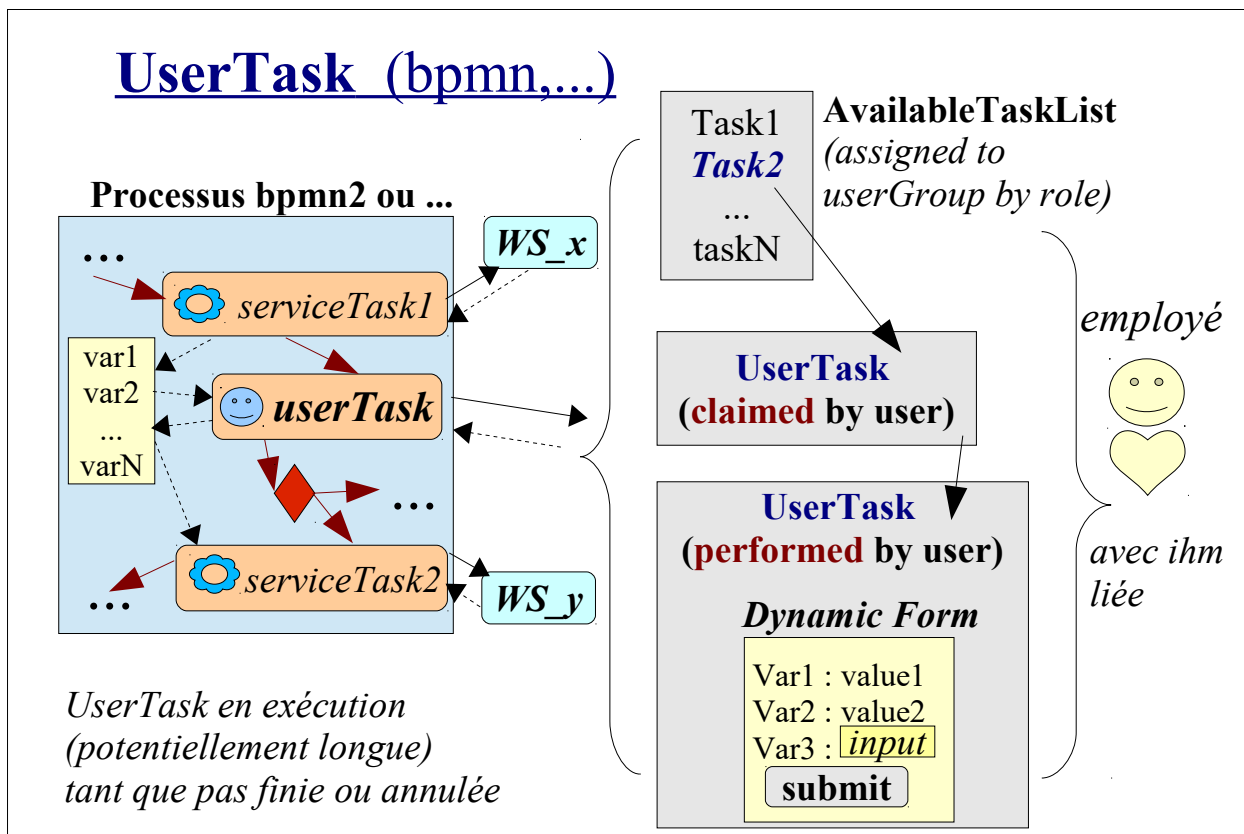 UserTask (bpmn,...)
Processus bpmn2 ou ...
...
serviceTask1
WS_x
var1
var2
...
varN
userTask
...
serviceTask2
...
WS_y
UserTask en exécution
(potentiellement longue)
tant que pas finie ou annulée
Task1
Task2
...
taskN
AvailableTaskList
(assigned to
userGroup by role)
UserTask
(claimed by user)
UserTask
(performed by user)
Dynamic Form
Var1 : value1
Var2 : value2
Var3 : input
submit
employé
avec ihm
liée